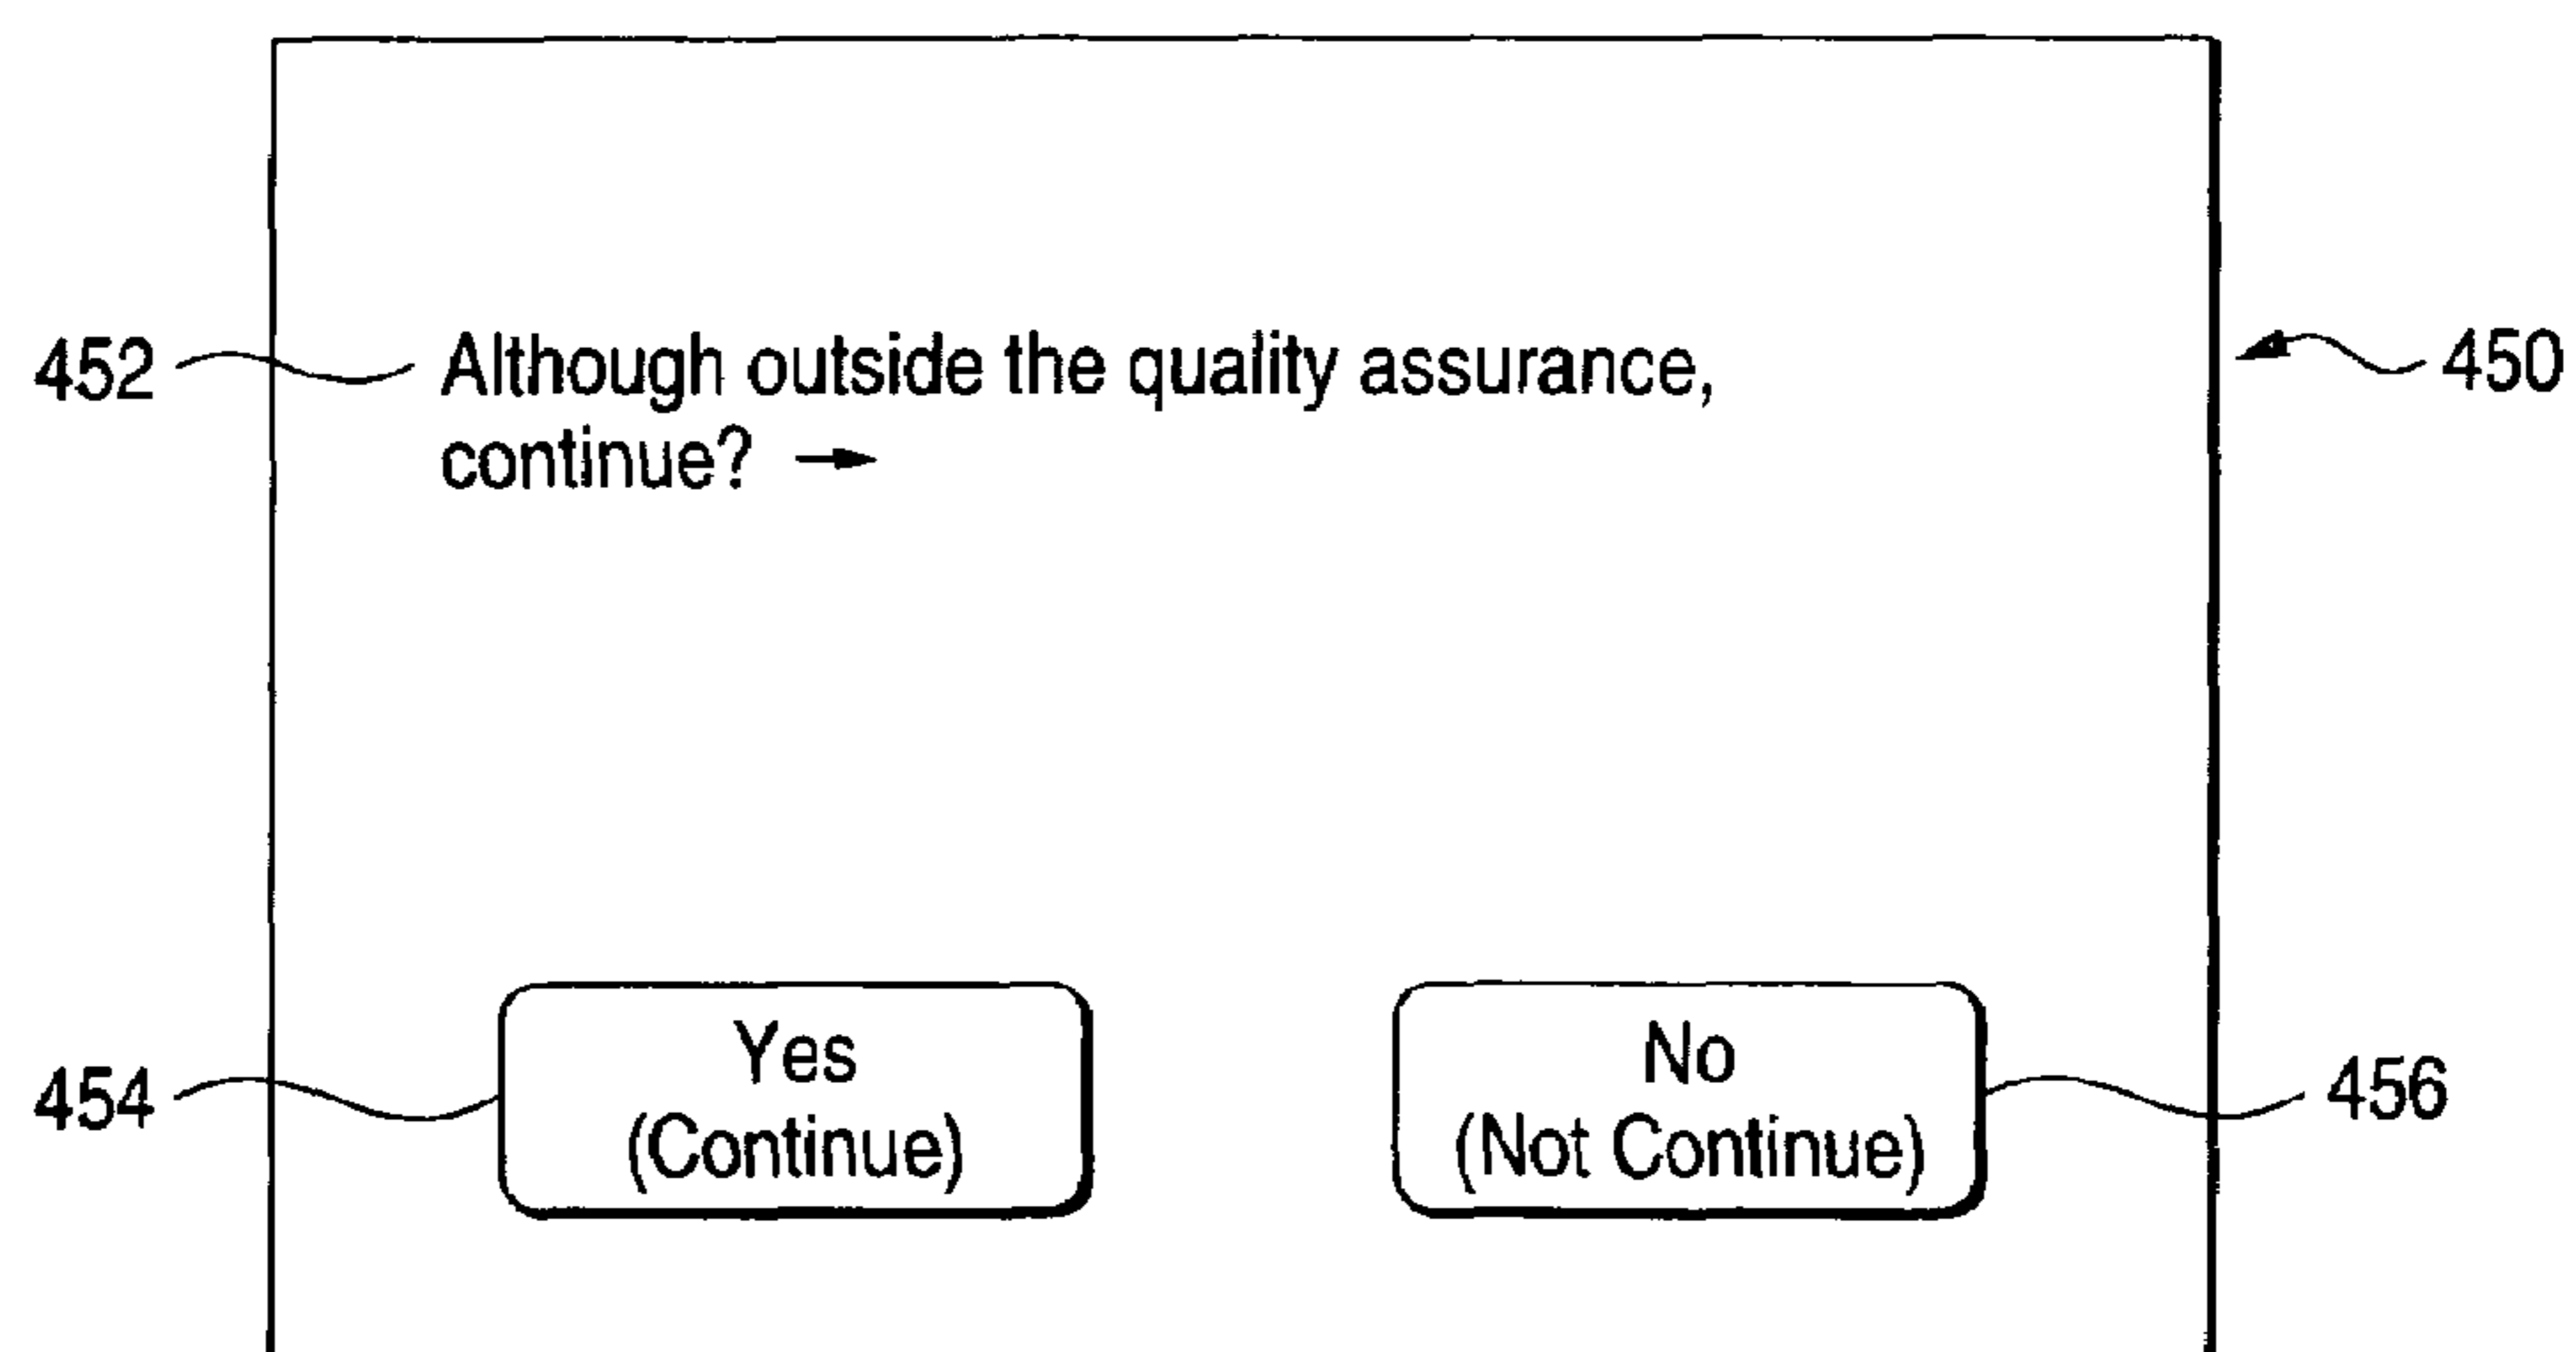 452 Although outside the quality assurance, 450
continue? →
454 Yes No 456
(Continue) (Not Continue)